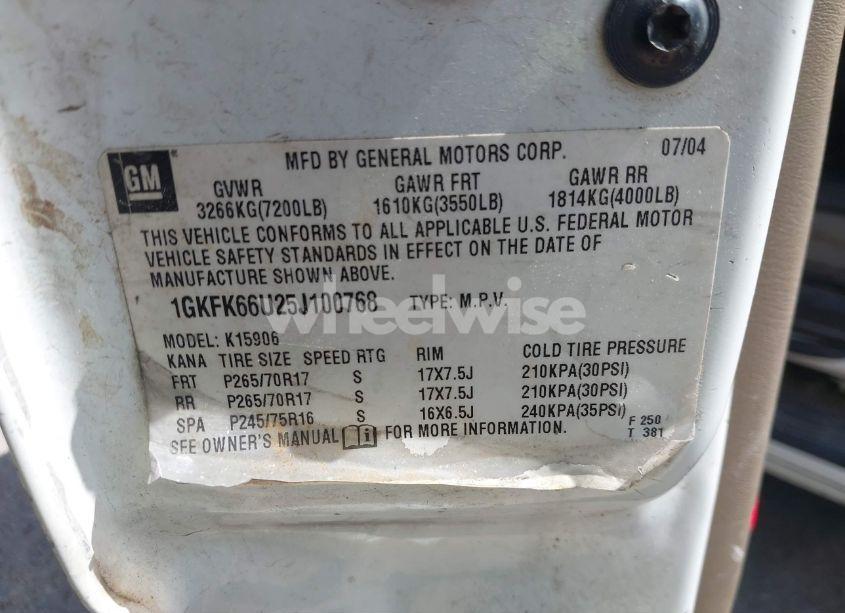 GM
MFD BY GENERAL MOTORS CORP. 07/04
GVWR GAWR FRT GAWR RR
3266KG(7200LB) 1610KG(3550LB) 1814KG(4000LB)
THIS VEHICLE CONFORMS TO ALL APPLICABLE U.S. FEDERAL MOTOR
VEHICLE SAFETY STANDARDS IN EFFECT ON THE DATE OF
MANUFACTURE SHOWN ABOVE.
1GKFK66U25J100768 TYPE: M.P.V.
wheelwise
MODEL: K15906
KANA TIRE SIZE SPEED RTG RIM COLD TIRE PRESSURE
FRT P265/70R17 S 17X7.5J 210KPA(30PSI)
RR P265/70R17 S 17X7.5J 210KPA(30PSI)
SPA P245/75R16 S 16X6.5J 240KPA(35PSI)
SEE OWNER'S MANUAL FOR MORE INFORMATION.
F 250
T 381